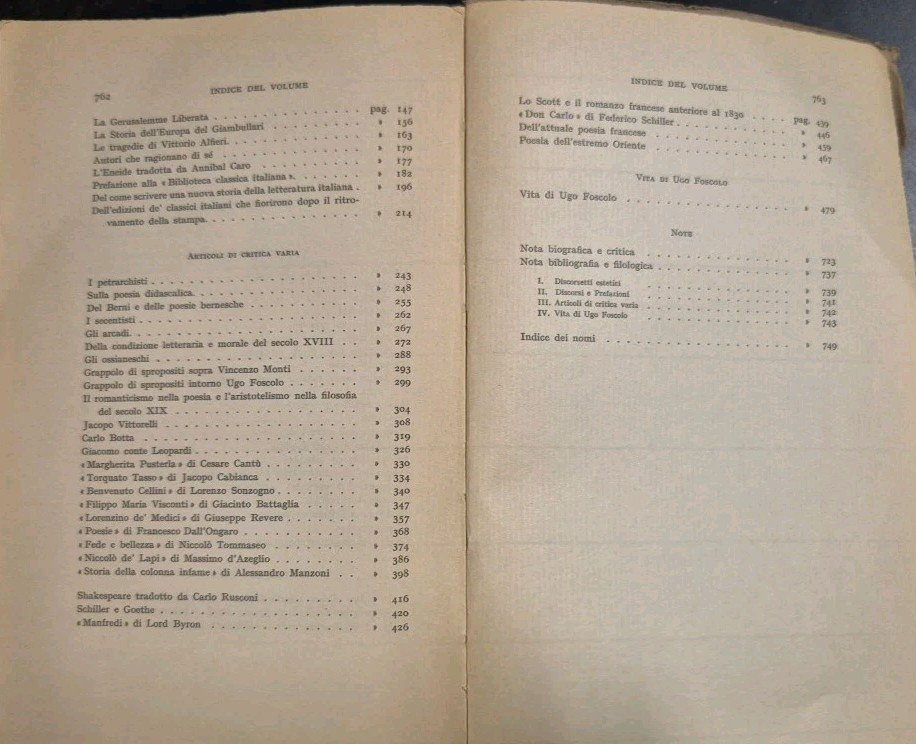 762 INDICE DEL VOLUME
La Gerusalemme Liberata . . . . . . . . . . . . . pag. 147
La Storia dell'Europa del Giambullari . . . . . . . . » 156
Le tragedie di Vittorio Alfieri. . . . . . . . . . . . » 163
Autori che ragionano di sé . . . . . . . . . . . . » 170
L'Eneide tradotta da Annibal Caro . . . . . . . . . » 177
Prefazione alla « Biblioteca classica italiana ». . . . . . » 182
Del come scrivere una nuova storia della letteratura italiana . » 196
Dell'edizioni de' classici italiani che fiorirono dopo il ritro-
vamento della stampa. . . . . . . . . . . . . » 214
ARTICOLI DI CRITICA VARIA
I petrarchisti . . . . . . . . . . . . . . . . . » 243
Sulla poesia didascalica. . . . . . . . . . . . . . » 248
Del Berni e delle poesie bernesche . . . . . . . . . » 255
I secentisti . . . . . . . . . . . . . . . . . . » 262
Gli arcadi. . . . . . . . . . . . . . . . . . . » 267
Della condizione letteraria e morale del secolo XVIII . . . » 272
Gli ossianeschi . . . . . . . . . . . . . . . . . » 288
Grappolo di spropositi sopra Vincenzo Monti . . . . . . » 293
Grappolo di spropositi intorno Ugo Foscolo . . . . . . » 299
Il romanticismo nella poesia e l'aristotelismo nella filosofia
del secolo XIX . . . . . . . . . . . . . . . » 304
Jacopo Vittorelli . . . . . . . . . . . . . . . . » 308
Carlo Botta . . . . . . . . . . . . . . . . . . » 319
Giacomo conte Leopardi . . . . . . . . . . . . . » 326
« Margherita Pusterla » di Cesare Cantù . . . . . . . . » 330
« Torquato Tasso » di Jacopo Cabianca . . . . . . . . » 334
« Benvenuto Cellini » di Lorenzo Sonzogno . . . . . . . » 340
« Filippo Maria Visconti » di Giacinto Battaglia . . . . . » 347
« Lorenzino de' Medici » di Giuseppe Revere . . . . . . » 357
« Poesie » di Francesco Dall'Ongaro . . . . . . . . . » 368
« Fede e bellezza » di Niccolò Tommaseo . . . . . . . » 374
« Niccolò de' Lapi » di Massimo d'Azeglio . . . . . . . » 386
« Storia della colonna infame » di Alessandro Manzoni . . » 398
Shakespeare tradotto da Carlo Rusconi . . . . . . . . » 416
Schiller e Goethe . . . . . . . . . . . . . . . . » 420
« Manfredi » di Lord Byron . . . . . . . . . . . . » 426
INDICE DEL VOLUME 763
Lo Scott e il romanzo francese anteriore al 1830 . . . . pag. 439
« Don Carlo » di Federico Schiller . . . . . . . . . . » 446
Dell'attuale poesia francese . . . . . . . . . . . . » 459
Poesia dell'estremo Oriente . . . . . . . . . . . . » 467
VITA DI UGO FOSCOLO
Vita di Ugo Foscolo . . . . . . . . . . . . . . » 479
NOTE
Nota biografica e critica . . . . . . . . . . . . . » 723
Nota bibliografia e filologica . . . . . . . . . . . . » 737
I. Discorsetti estetici . . . . . . . . . . . . » 739
II. Discorsi e Prefazioni . . . . . . . . . . . » 741
III. Articoli di critica varia . . . . . . . . . . » 742
IV. Vita di Ugo Foscolo . . . . . . . . . . . » 743
Indice dei nomi . . . . . . . . . . . . . . . . » 749